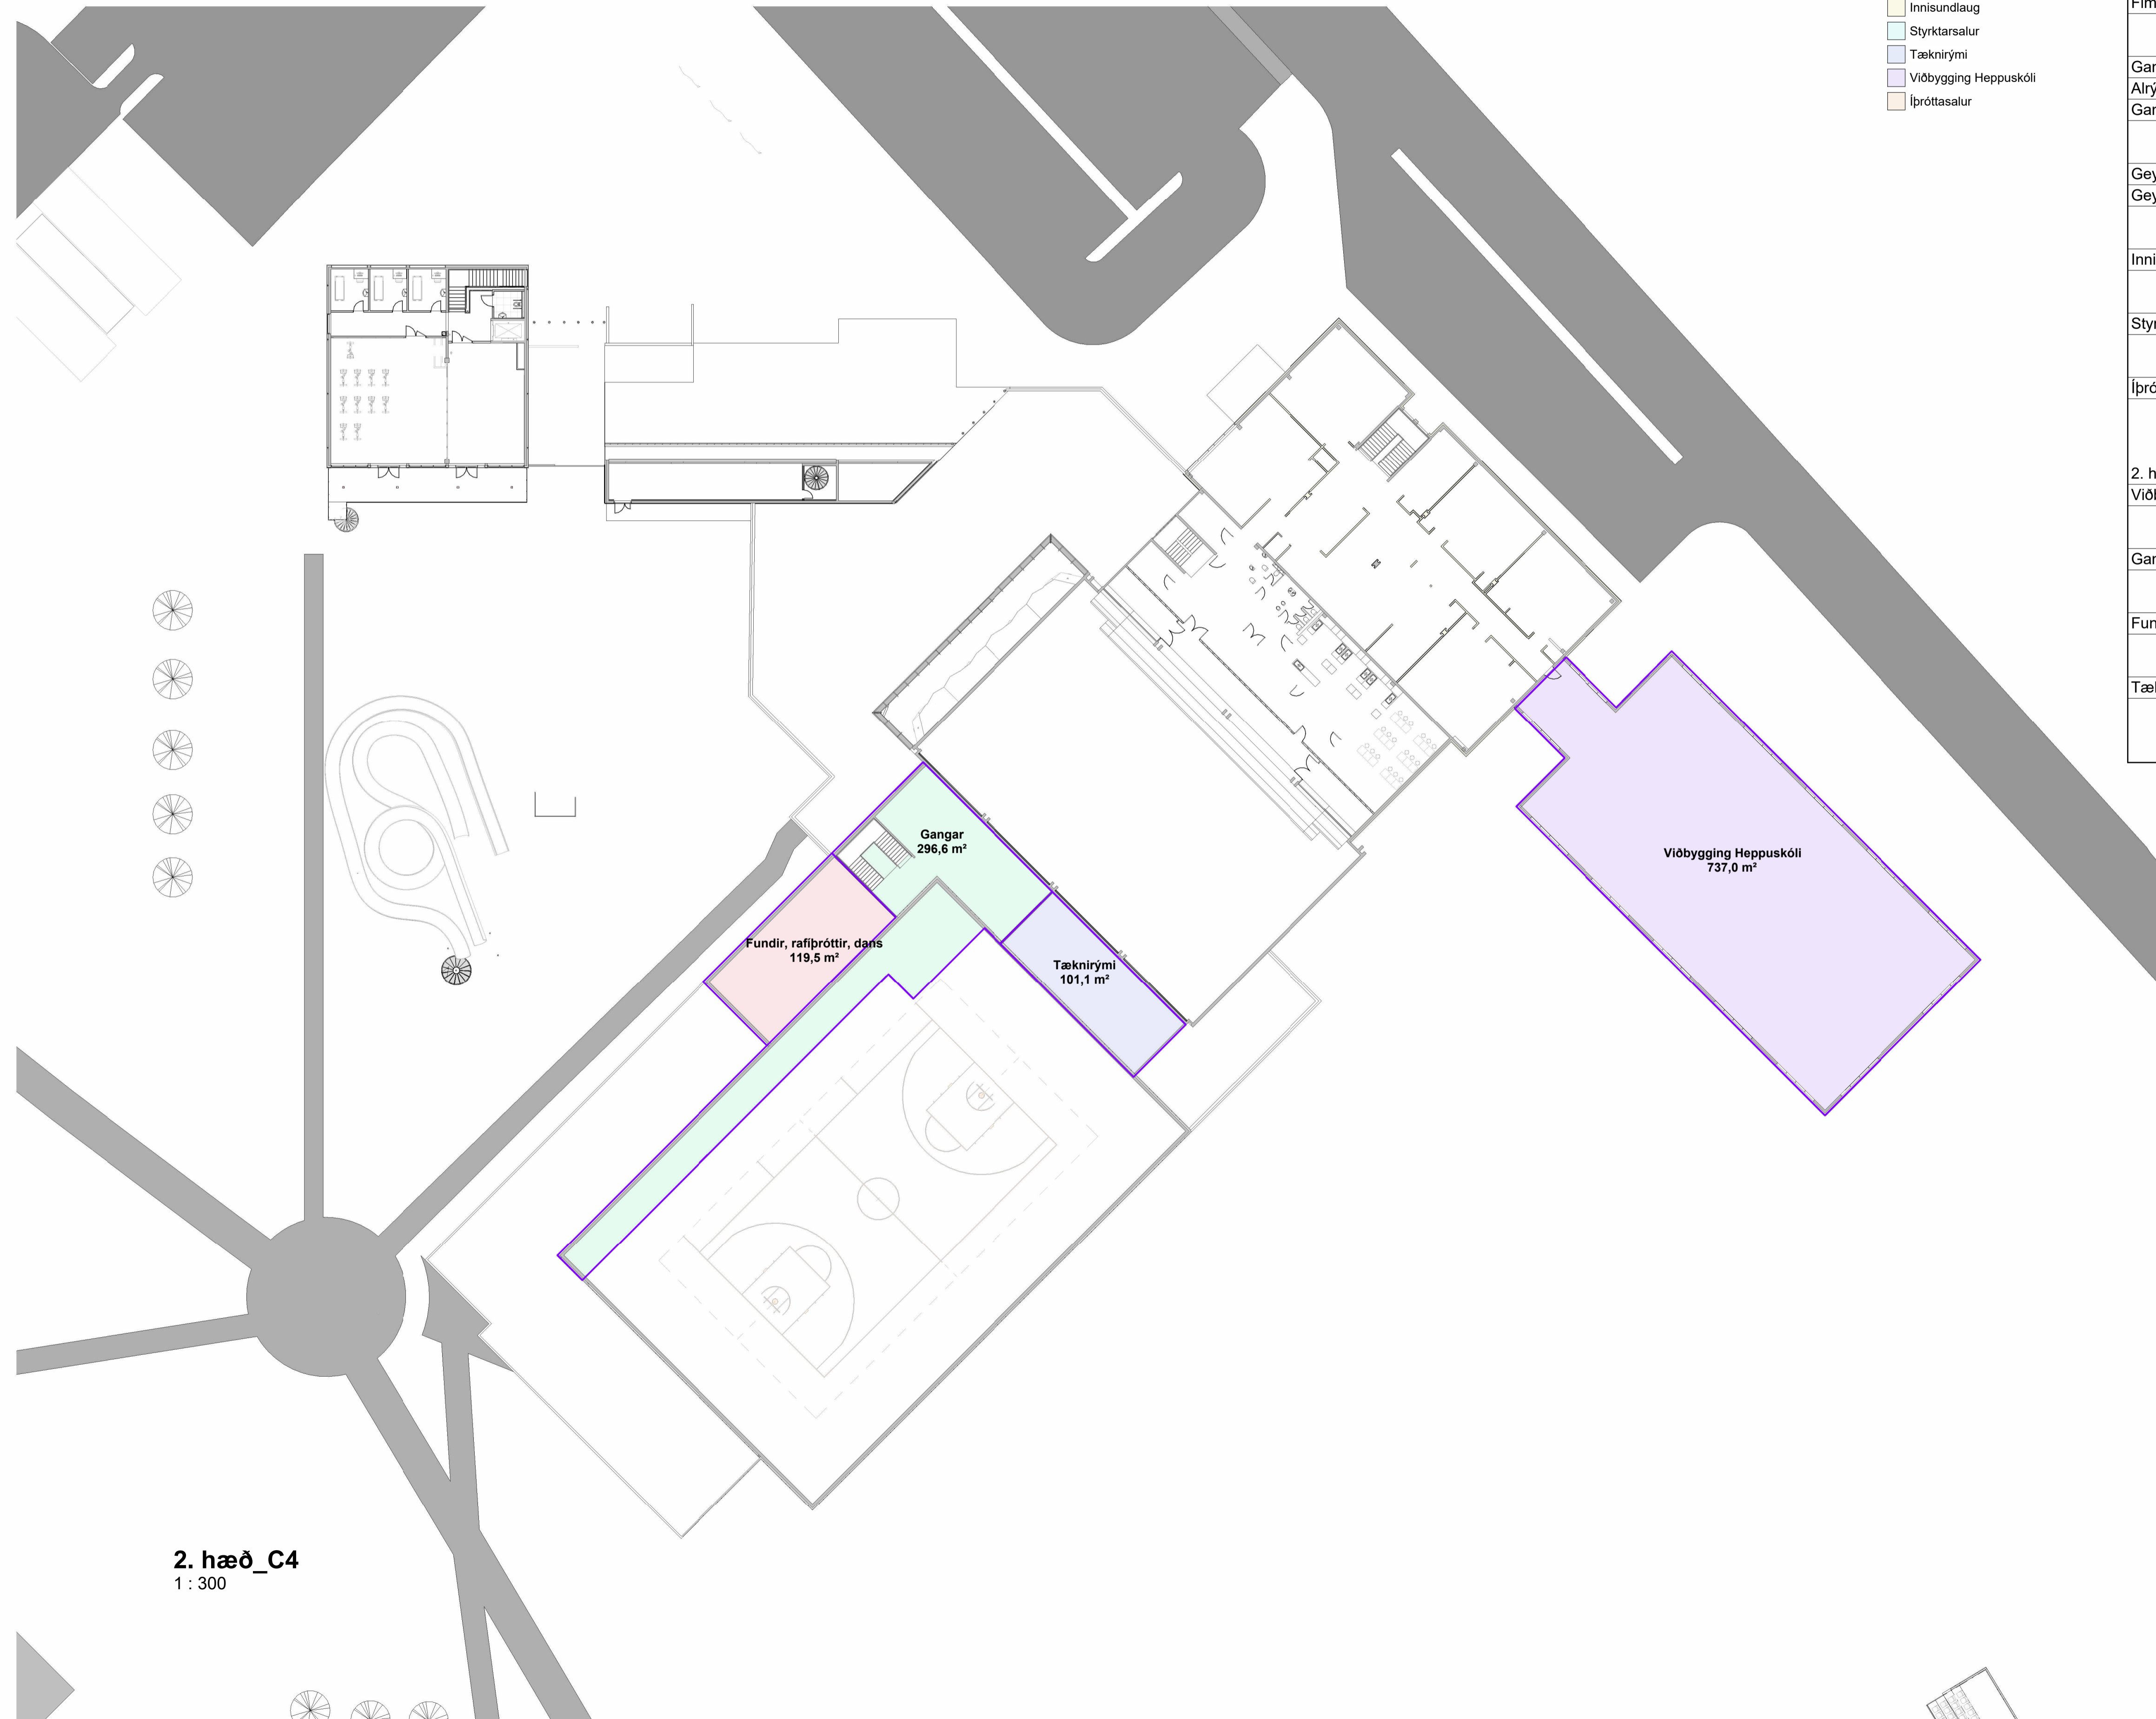 Innisundlaug
Styrktarsalur
Tæknirými
Viðbygging Heppuskóli
Íþróttasalur
2. h
Gangar
296,6 m²
Viðbygging Heppuskóli
737,0 m²
Fundir, rafíþróttir, dans
119,5 m²
Tæknirými
101,1 m²
2. hæð_C4
1 : 300